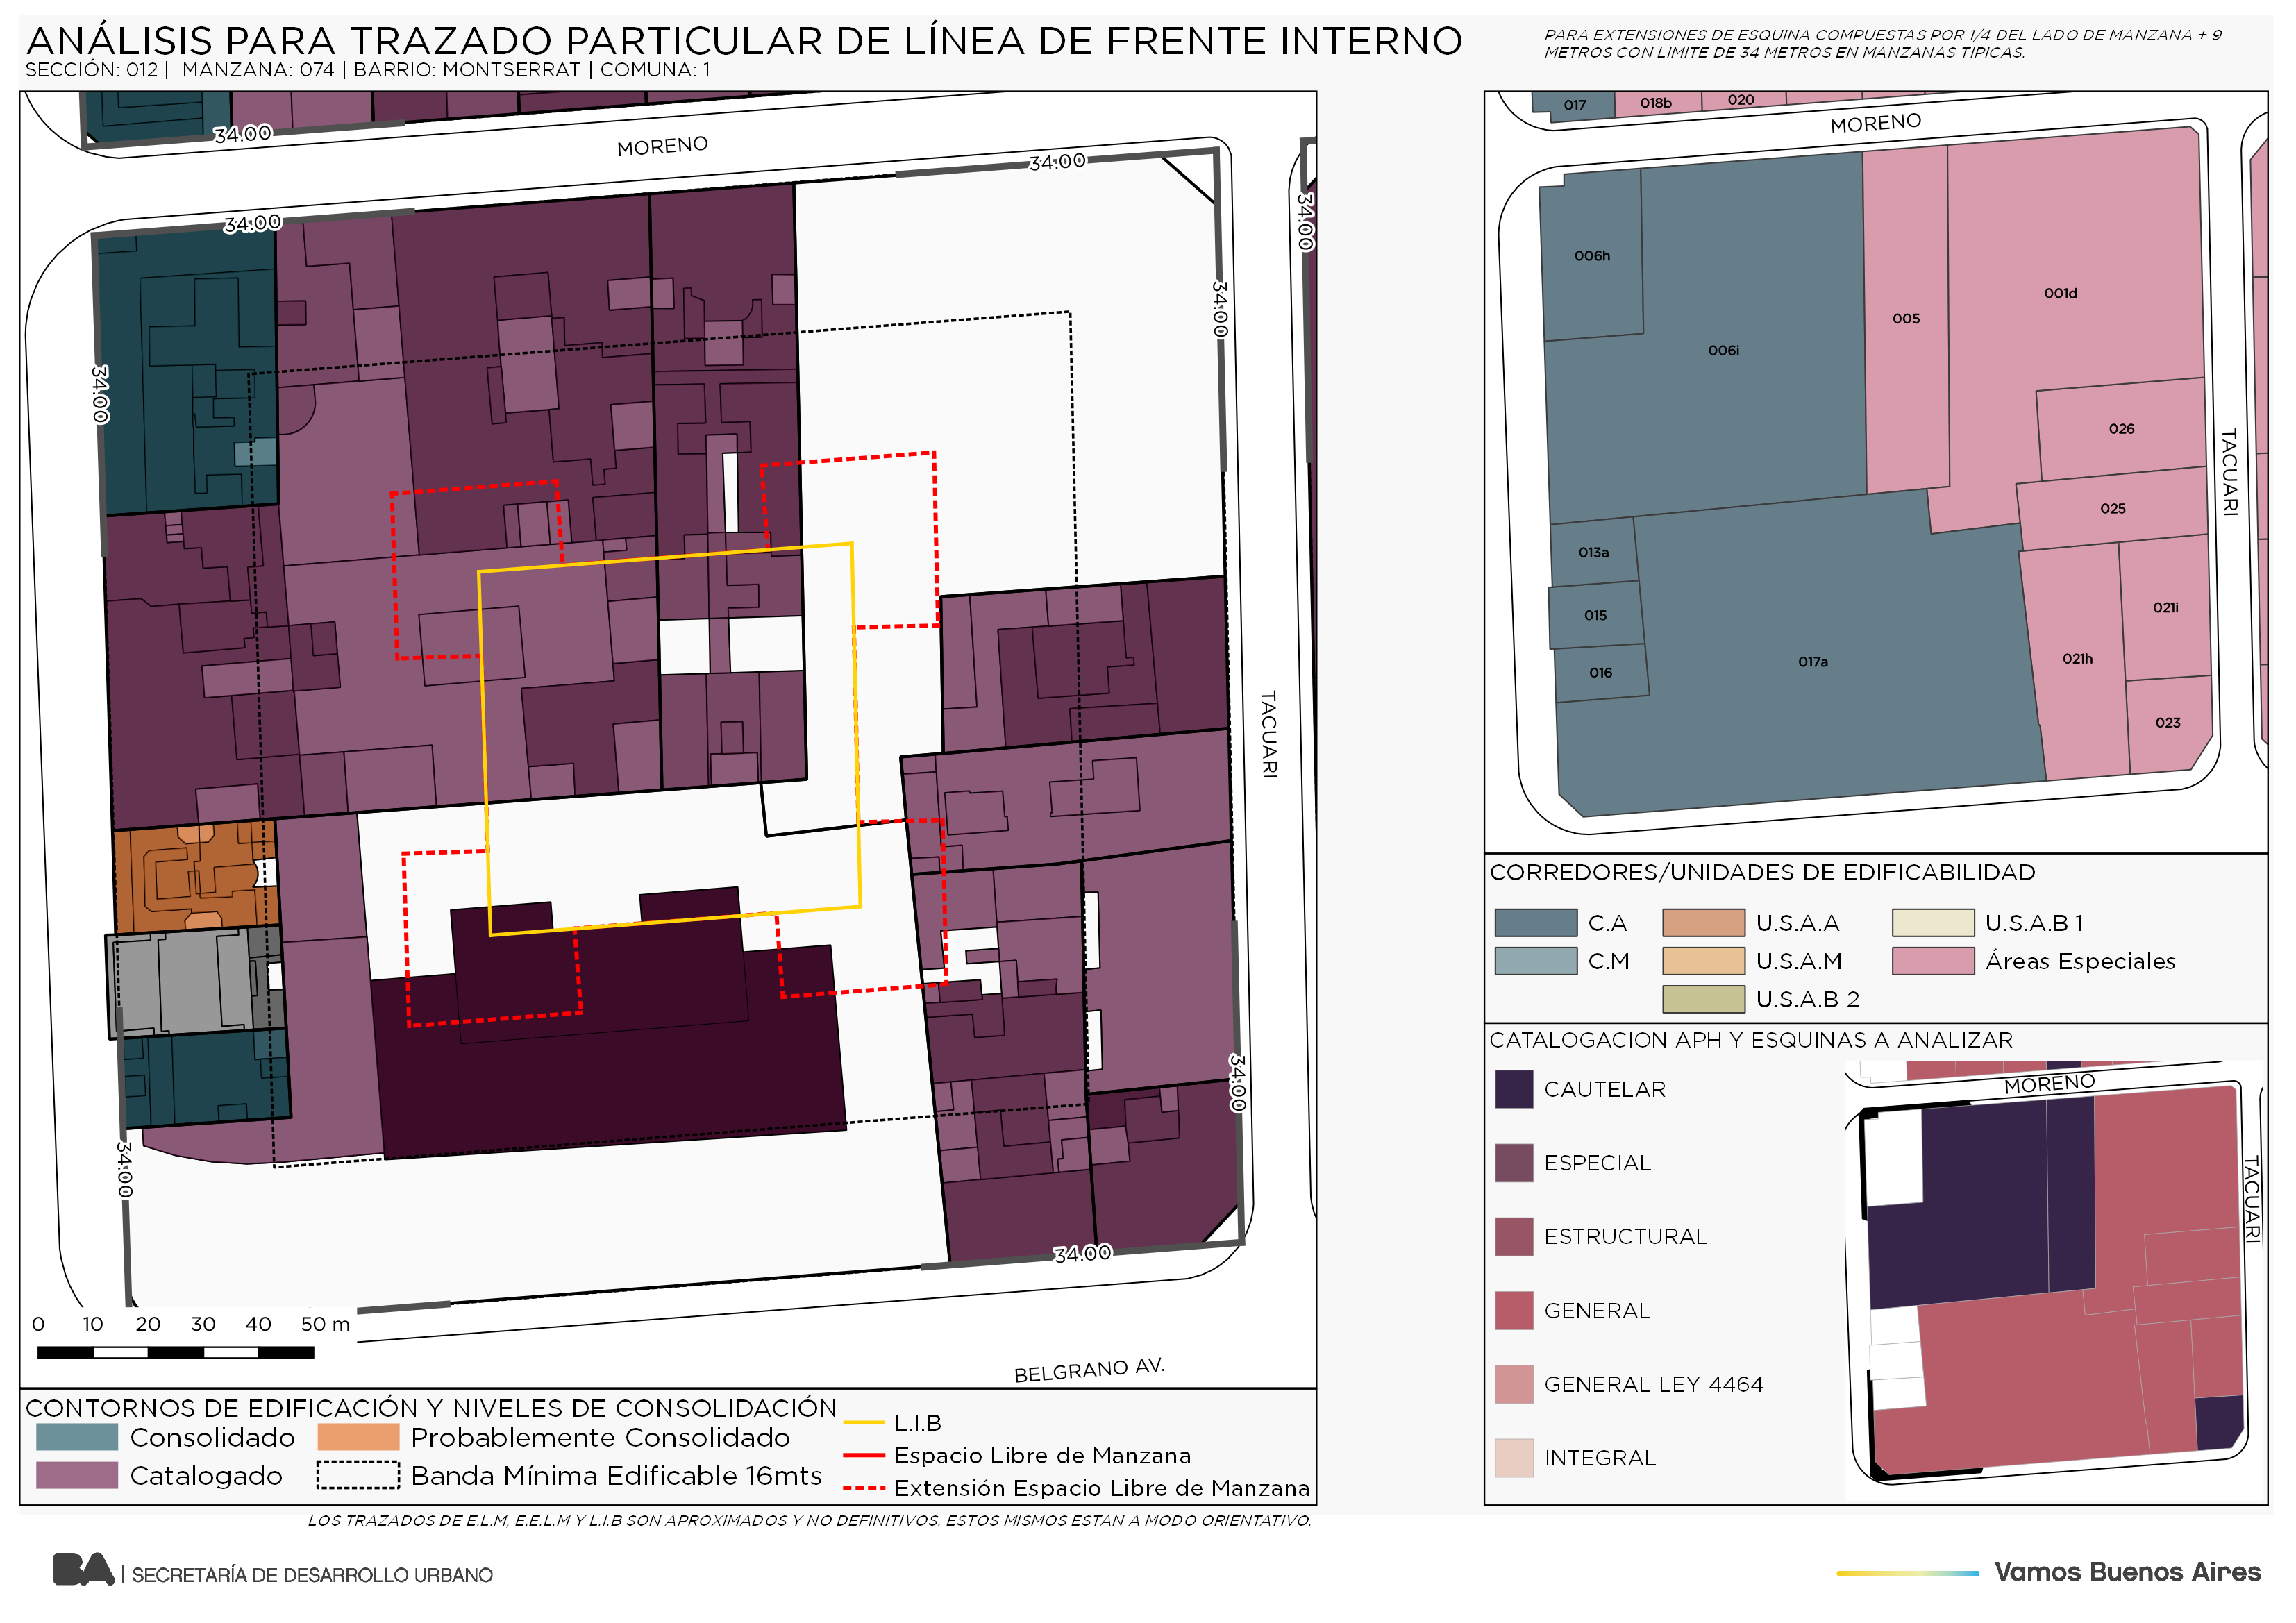 ANÁLISIS PARA TRAZADO PARTICULAR DE LÍNEA DE FRENTE INTERNO
SECCIÓN: 012 | MANZANA: 074 | BARRIO: MONTSERRAT | COMUNA: 1
PARA EXTENSIONES DE ESQUINA COMPUESTAS POR 1/4 DEL LADO DE MANZANA + 9
METROS CON LIMITE DE 34 METROS EN MANZANAS TIPICAS.
34.00
MORENO
34.00
34.00
34.00
34.00
34.00
TACUARI
34.00
34.00
34.00
0 10 20 30 40 50 m
BELGRANO AV.
CONTORNOS DE EDIFICACIÓN Y NIVELES DE CONSOLIDACIÓN
Consolidado
Probablemente Consolidado
Catalogado
Banda Mínima Edificable 16mts
L.I.B
Espacio Libre de Manzana
Extensión Espacio Libre de Manzana
LOS TRAZADOS DE E.L.M, E.E.L.M Y L.I.B SON APROXIMADOS Y NO DEFINITIVOS. ESTOS MISMOS ESTAN A MODO ORIENTATIVO.
017
018b
020
MORENO
006h
001d
005
006i
026
TACUARI
025
013a
021i
015
021h
017a
016
023
CORREDORES/UNIDADES DE EDIFICABILIDAD
C.A
U.S.A.A
U.S.A.B 1
C.M
U.S.A.M
Áreas Especiales
U.S.A.B 2
CATALOGACION APH Y ESQUINAS A ANALIZAR
CAUTELAR
ESPECIAL
ESTRUCTURAL
GENERAL
GENERAL LEY 4464
INTEGRAL
MORENO
TACUARI
BA | SECRETARÍA DE DESARROLLO URBANO
Vamos Buenos Aires